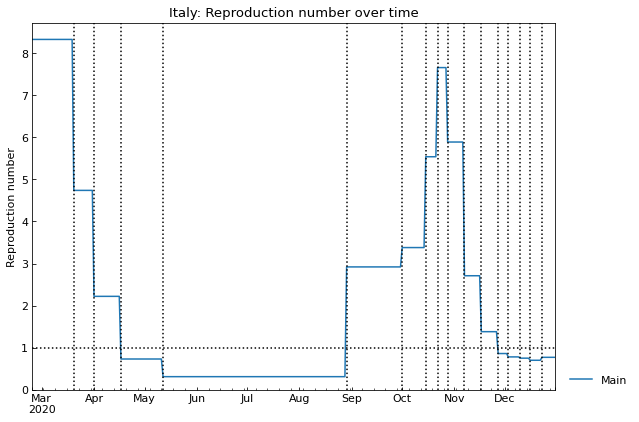 Italy: Reproduction number over time
Reproduction number
8
7
6
5
4
3
2
1
0
Mar Apr May Jun Jul Aug Sep Oct Nov Dec
2020
Main